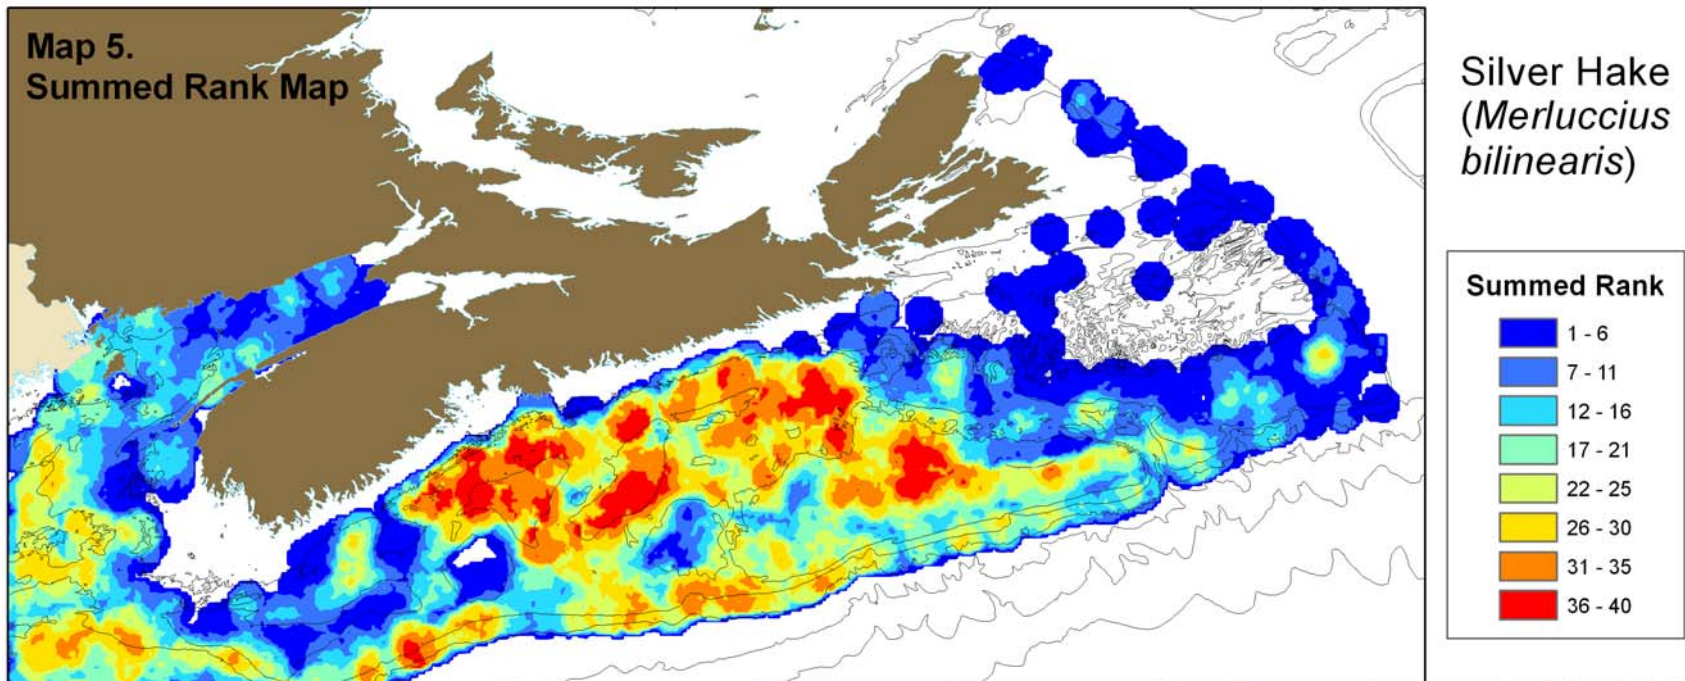 Map 5.
Summed Rank Map
Silver Hake
(Merluccius
bilinearis)
Summed Rank
1 - 6
7 - 11
12 - 16
17 - 21
22 - 25
26 - 30
31 - 35
36 - 40